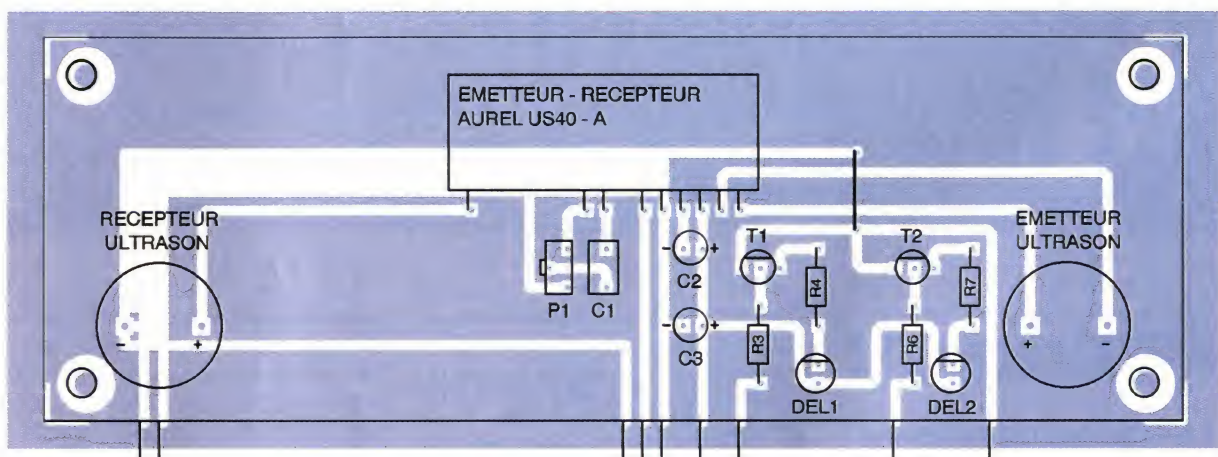 EMETTEUR - RECEPTEUR
AUREL US40 - A
RECEPTEUR
ULTRASON
- +
P1
C1
- +
C2
- +
C3
T1
R4
R3
DEL1
T2
R7
R6
DEL2
EMETTEUR
ULTRASON
+ -